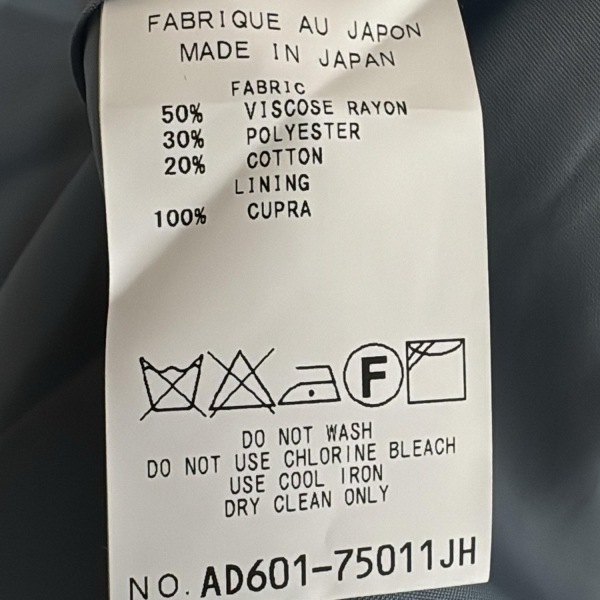 FABRIQUE AU JAPON
MADE IN JAPAN
FABRIC
50% VISCOSE RAYON
30% POLYESTER
20% COTTON
LINING
100% CUPRA
F
DO NOT WASH
DO NOT USE CHLORINE BLEACH
USE COOL IRON
DRY CLEAN ONLY
NO. AD601-75011JH